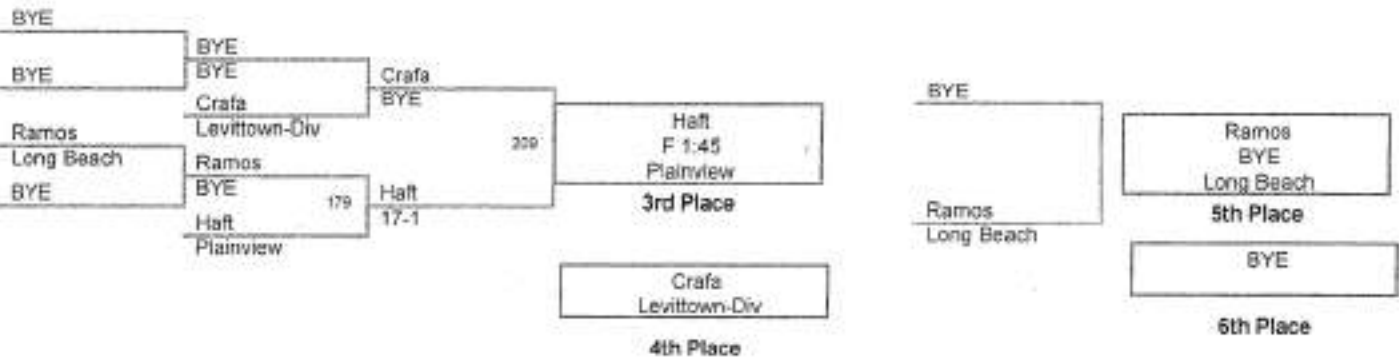 BYE
BYE
BYE
BYE
Crafa
Levittown-Div
Crafa
BYE
Ramos
Long Beach
BYE
Ramos
BYE
179
Haft
Plainview
Haft
17-1
209
Haft
F 1:45
Plainview
3rd Place
Crafa
Levittown-Div
4th Place
BYE
Ramos
Long Beach
Ramos
BYE
Long Beach
5th Place
BYE
6th Place